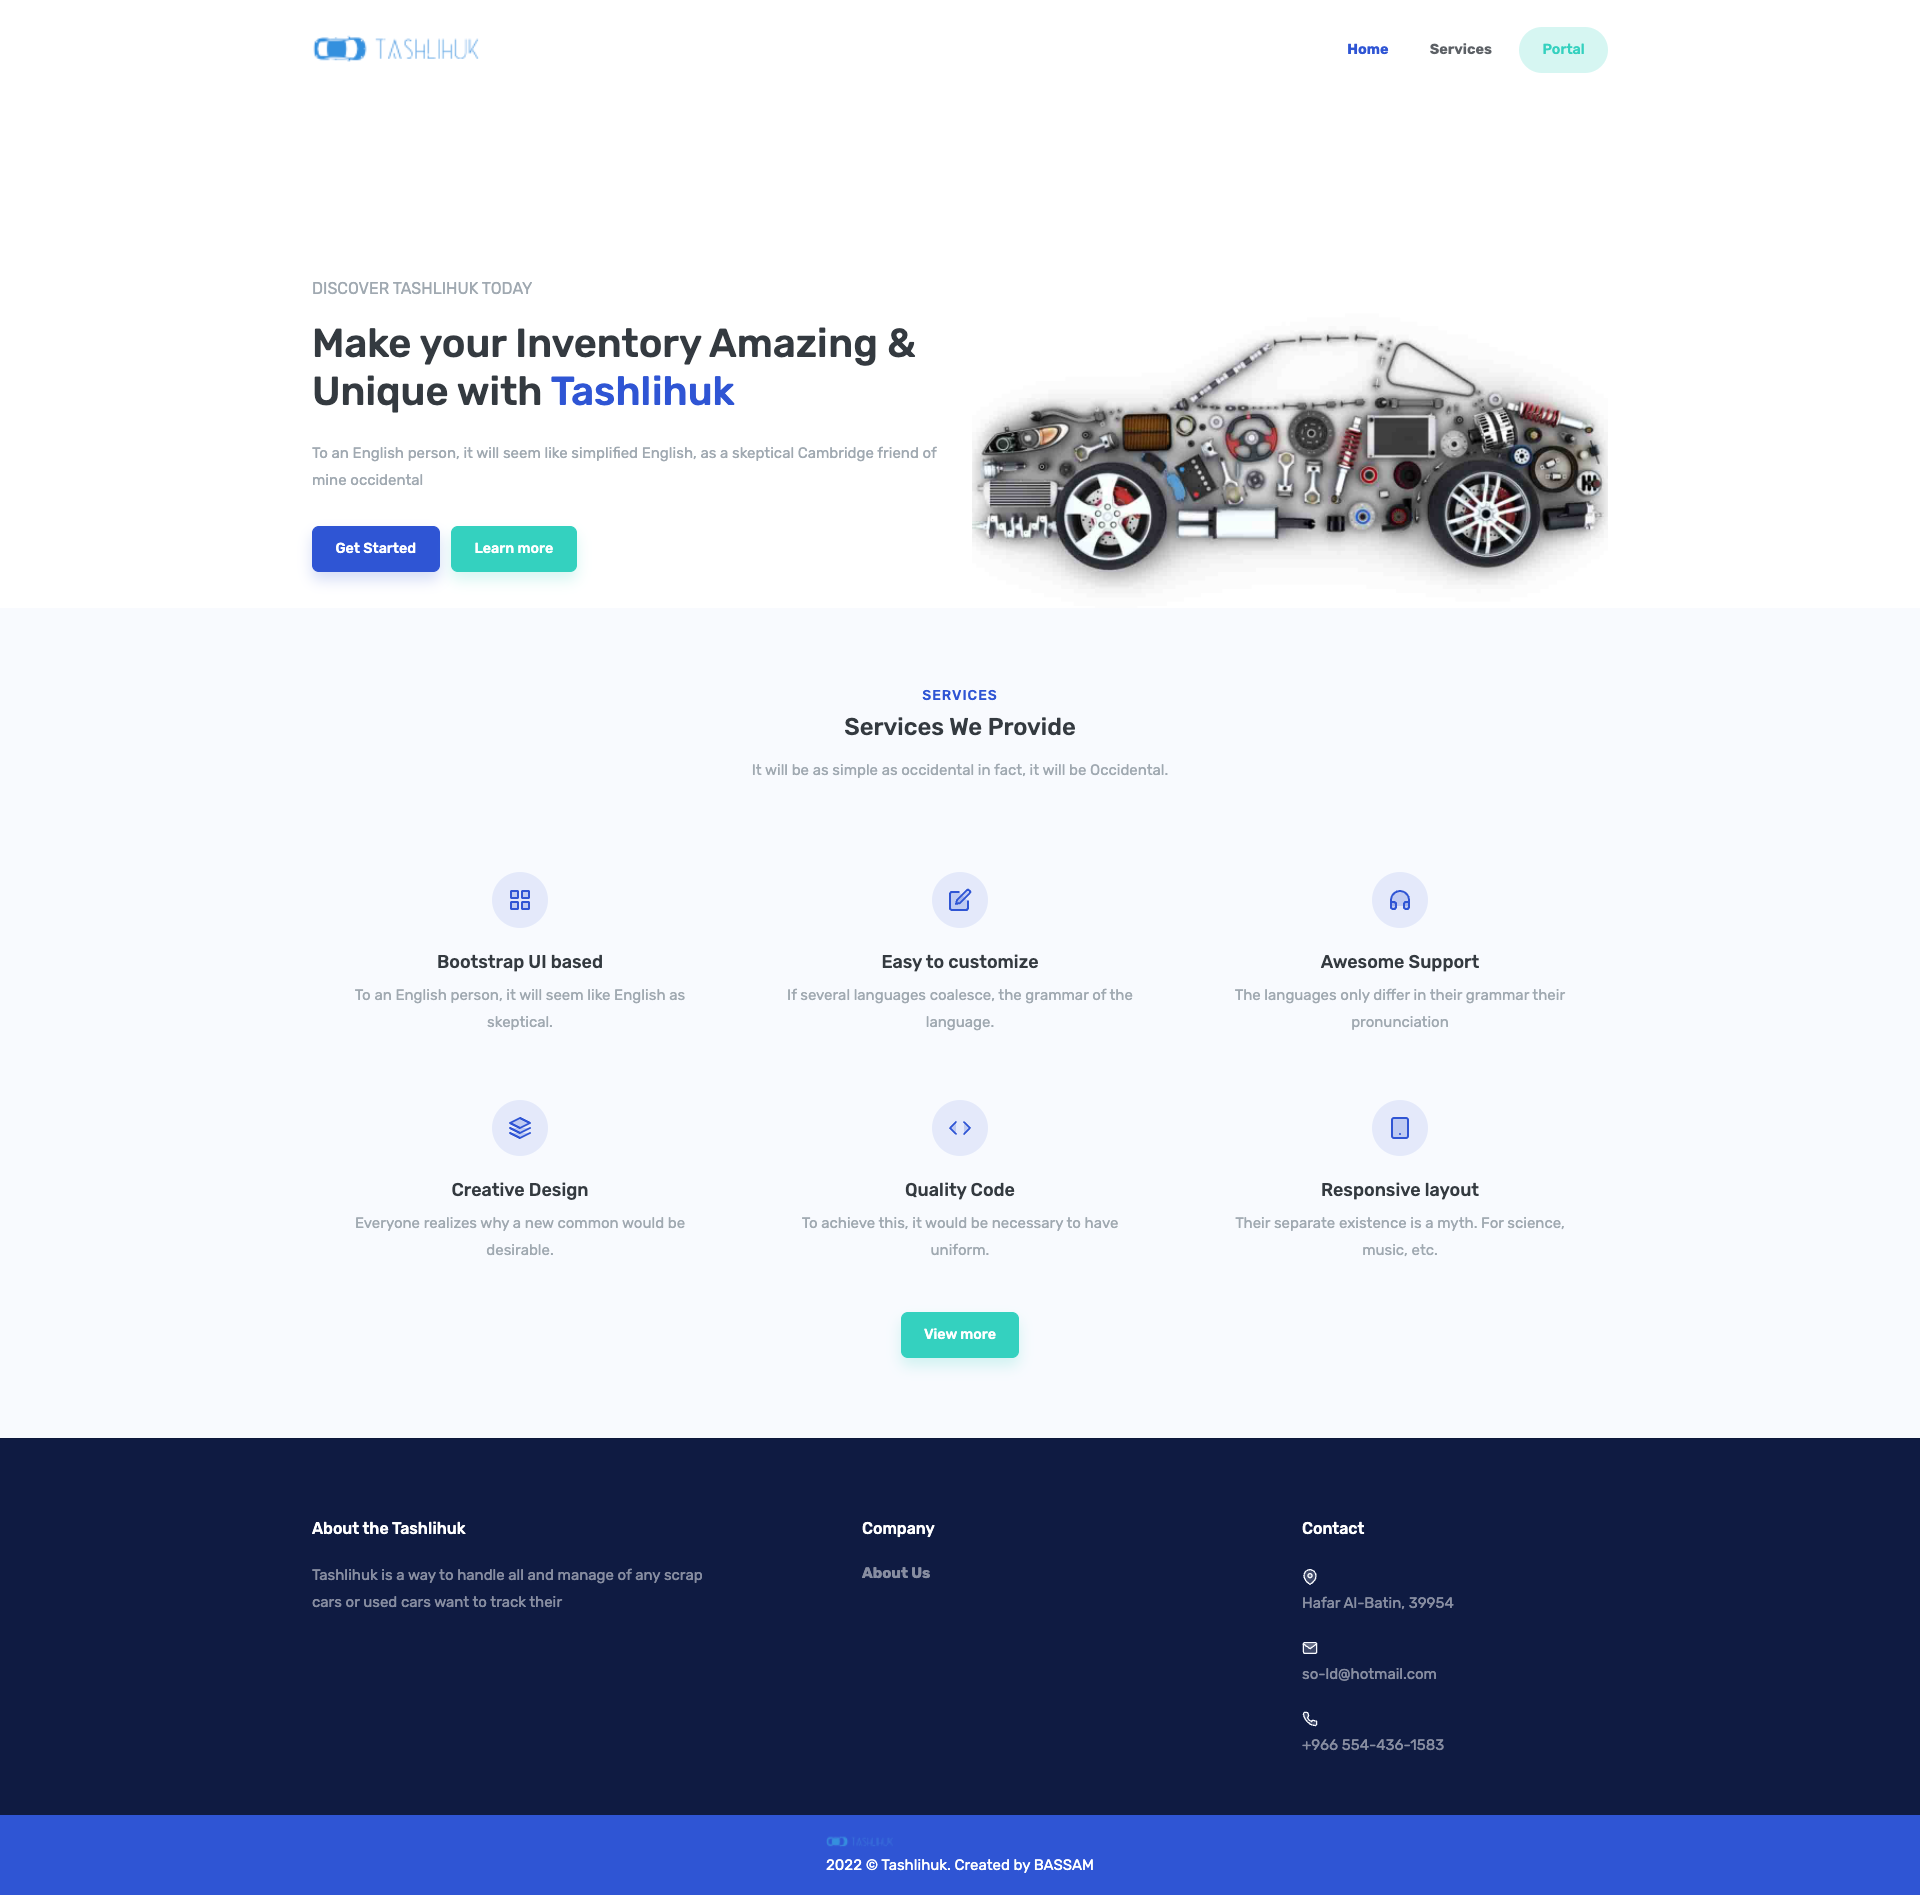 TASHLIHUK
Home
Services
Portal
DISCOVER TASHLIHUK TODAY
Make your Inventory Amazing &
Unique with Tashlihuk
To an English person, it will seem like simplified English, as a skeptical Cambridge friend of
mine occidental
Get Started
Learn more
SERVICES
Services We Provide
It will be as simple as occidental in fact, it will be Occidental.
Bootstrap UI based
To an English person, it will seem like English as
skeptical.
Easy to customize
If several languages coalesce, the grammar of the
language.
Awesome Support
The languages only differ in their grammar their
pronunciation
Creative Design
Everyone realizes why a new common would be
desirable.
Quality Code
To achieve this, it would be necessary to have
uniform.
Responsive layout
Their separate existence is a myth. For science,
music, etc.
View more
About the Tashlihuk
Tashlihuk is a way to handle all and manage of any scrap
cars or used cars want to track their
Company
About Us
Contact
Hafar Al-Batin, 39954
so-ld@hotmail.com
+966 554-436-1583
TASHLIHUK
2022 © Tashlihuk. Created by BASSAM